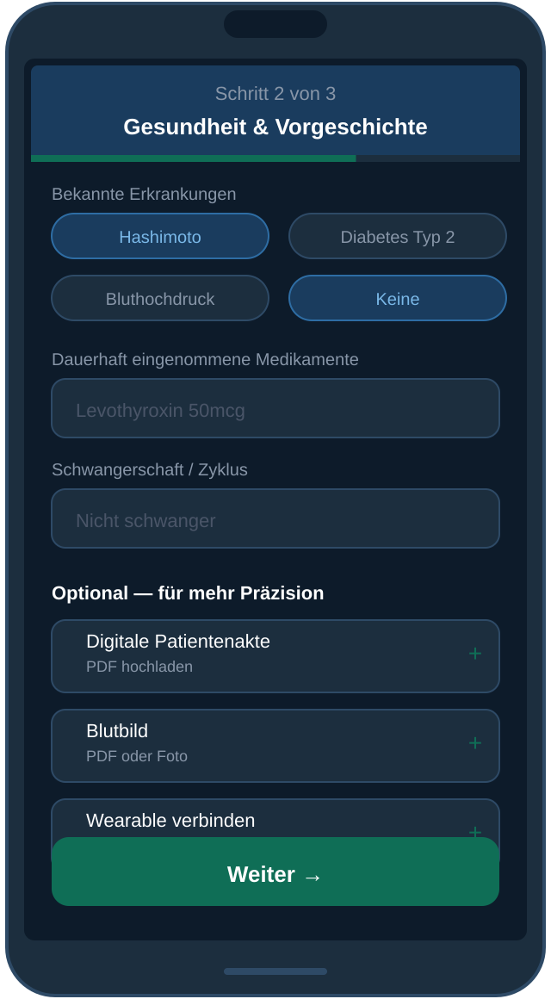 Schritt 2 von 3
Gesundheit & Vorgeschichte
Bekannte Erkrankungen
Hashimoto
Diabetes Typ 2
Bluthochdruck
Keine
Dauerhaft eingenommene Medikamente
Levothyroxin 50mcg
Schwangerschaft / Zyklus
Nicht schwanger
Optional — für mehr Präzision
Digitale Patientenakte
PDF hochladen
+
Blutbild
PDF oder Foto
+
Wearable verbinden
+
Weiter →